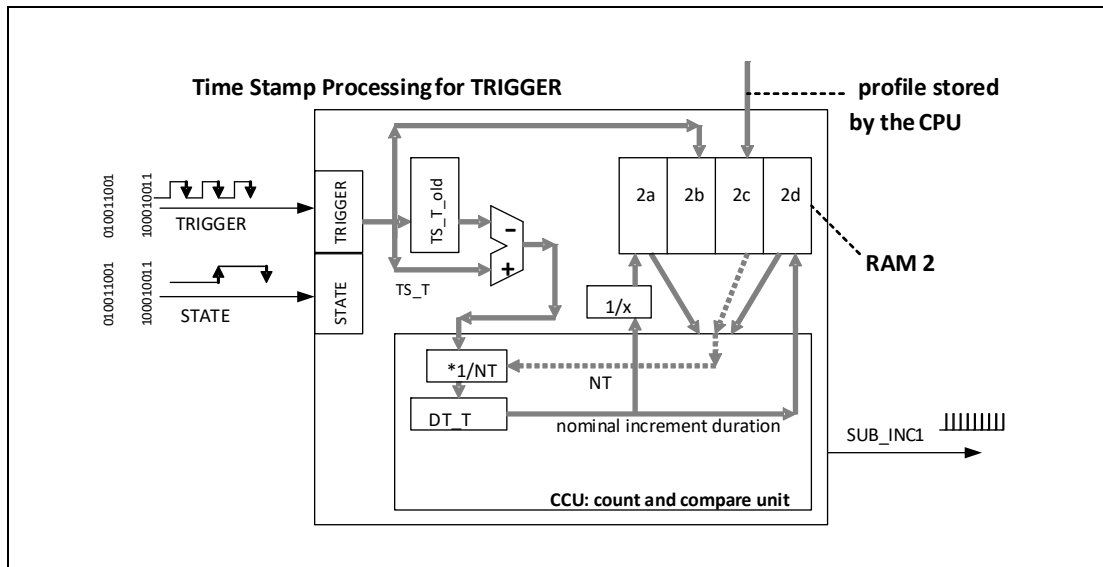 Time Stamp Processing for TRIGGER
profile stored
by the CPU
010011001
100010011
TRIGGER
TRIGGER
TS_T_old
-
+
TS_T
2a
2b
2c
2d
RAM 2
010011001
100010011
STATE
STATE
1/x
*1/NT
NT
DT_T
nominal increment duration
SUB_INC1
CCU: count and compare unit